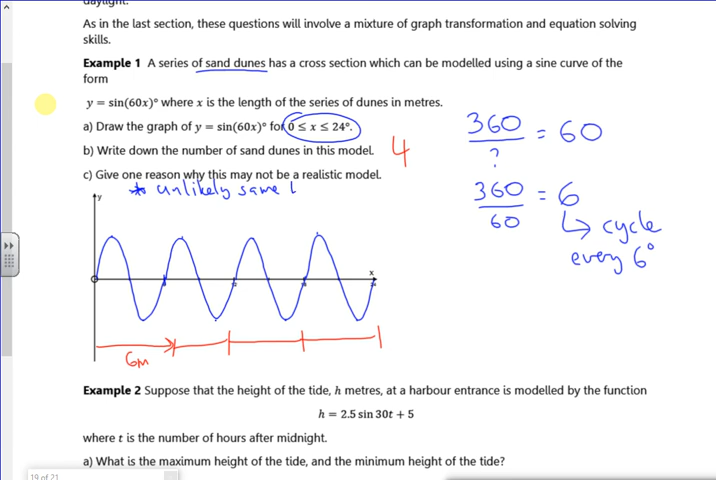 daylight.
As in the last section, these questions will involve a mixture of graph transformation and equation solving
skills.
Example 1 A series of sand dunes has a cross section which can be modelled using a sine curve of the
form
y = sin(60x)° where x is the length of the series of dunes in metres.
a) Draw the graph of y = sin(60x)° for 0 ≤ x ≤ 24°.
b) Write down the number of sand dunes in this model. 4
c) Give one reason why this may not be a realistic model.
* unlikely same l
360/? = 60
360/60 = 6
↳ cycle
every 6°
y
x
6m
Example 2 Suppose that the height of the tide, h metres, at a harbour entrance is modelled by the function
h = 2.5 sin 30t + 5
where t is the number of hours after midnight.
a) What is the maximum height of the tide, and the minimum height of the tide?
19 of 21